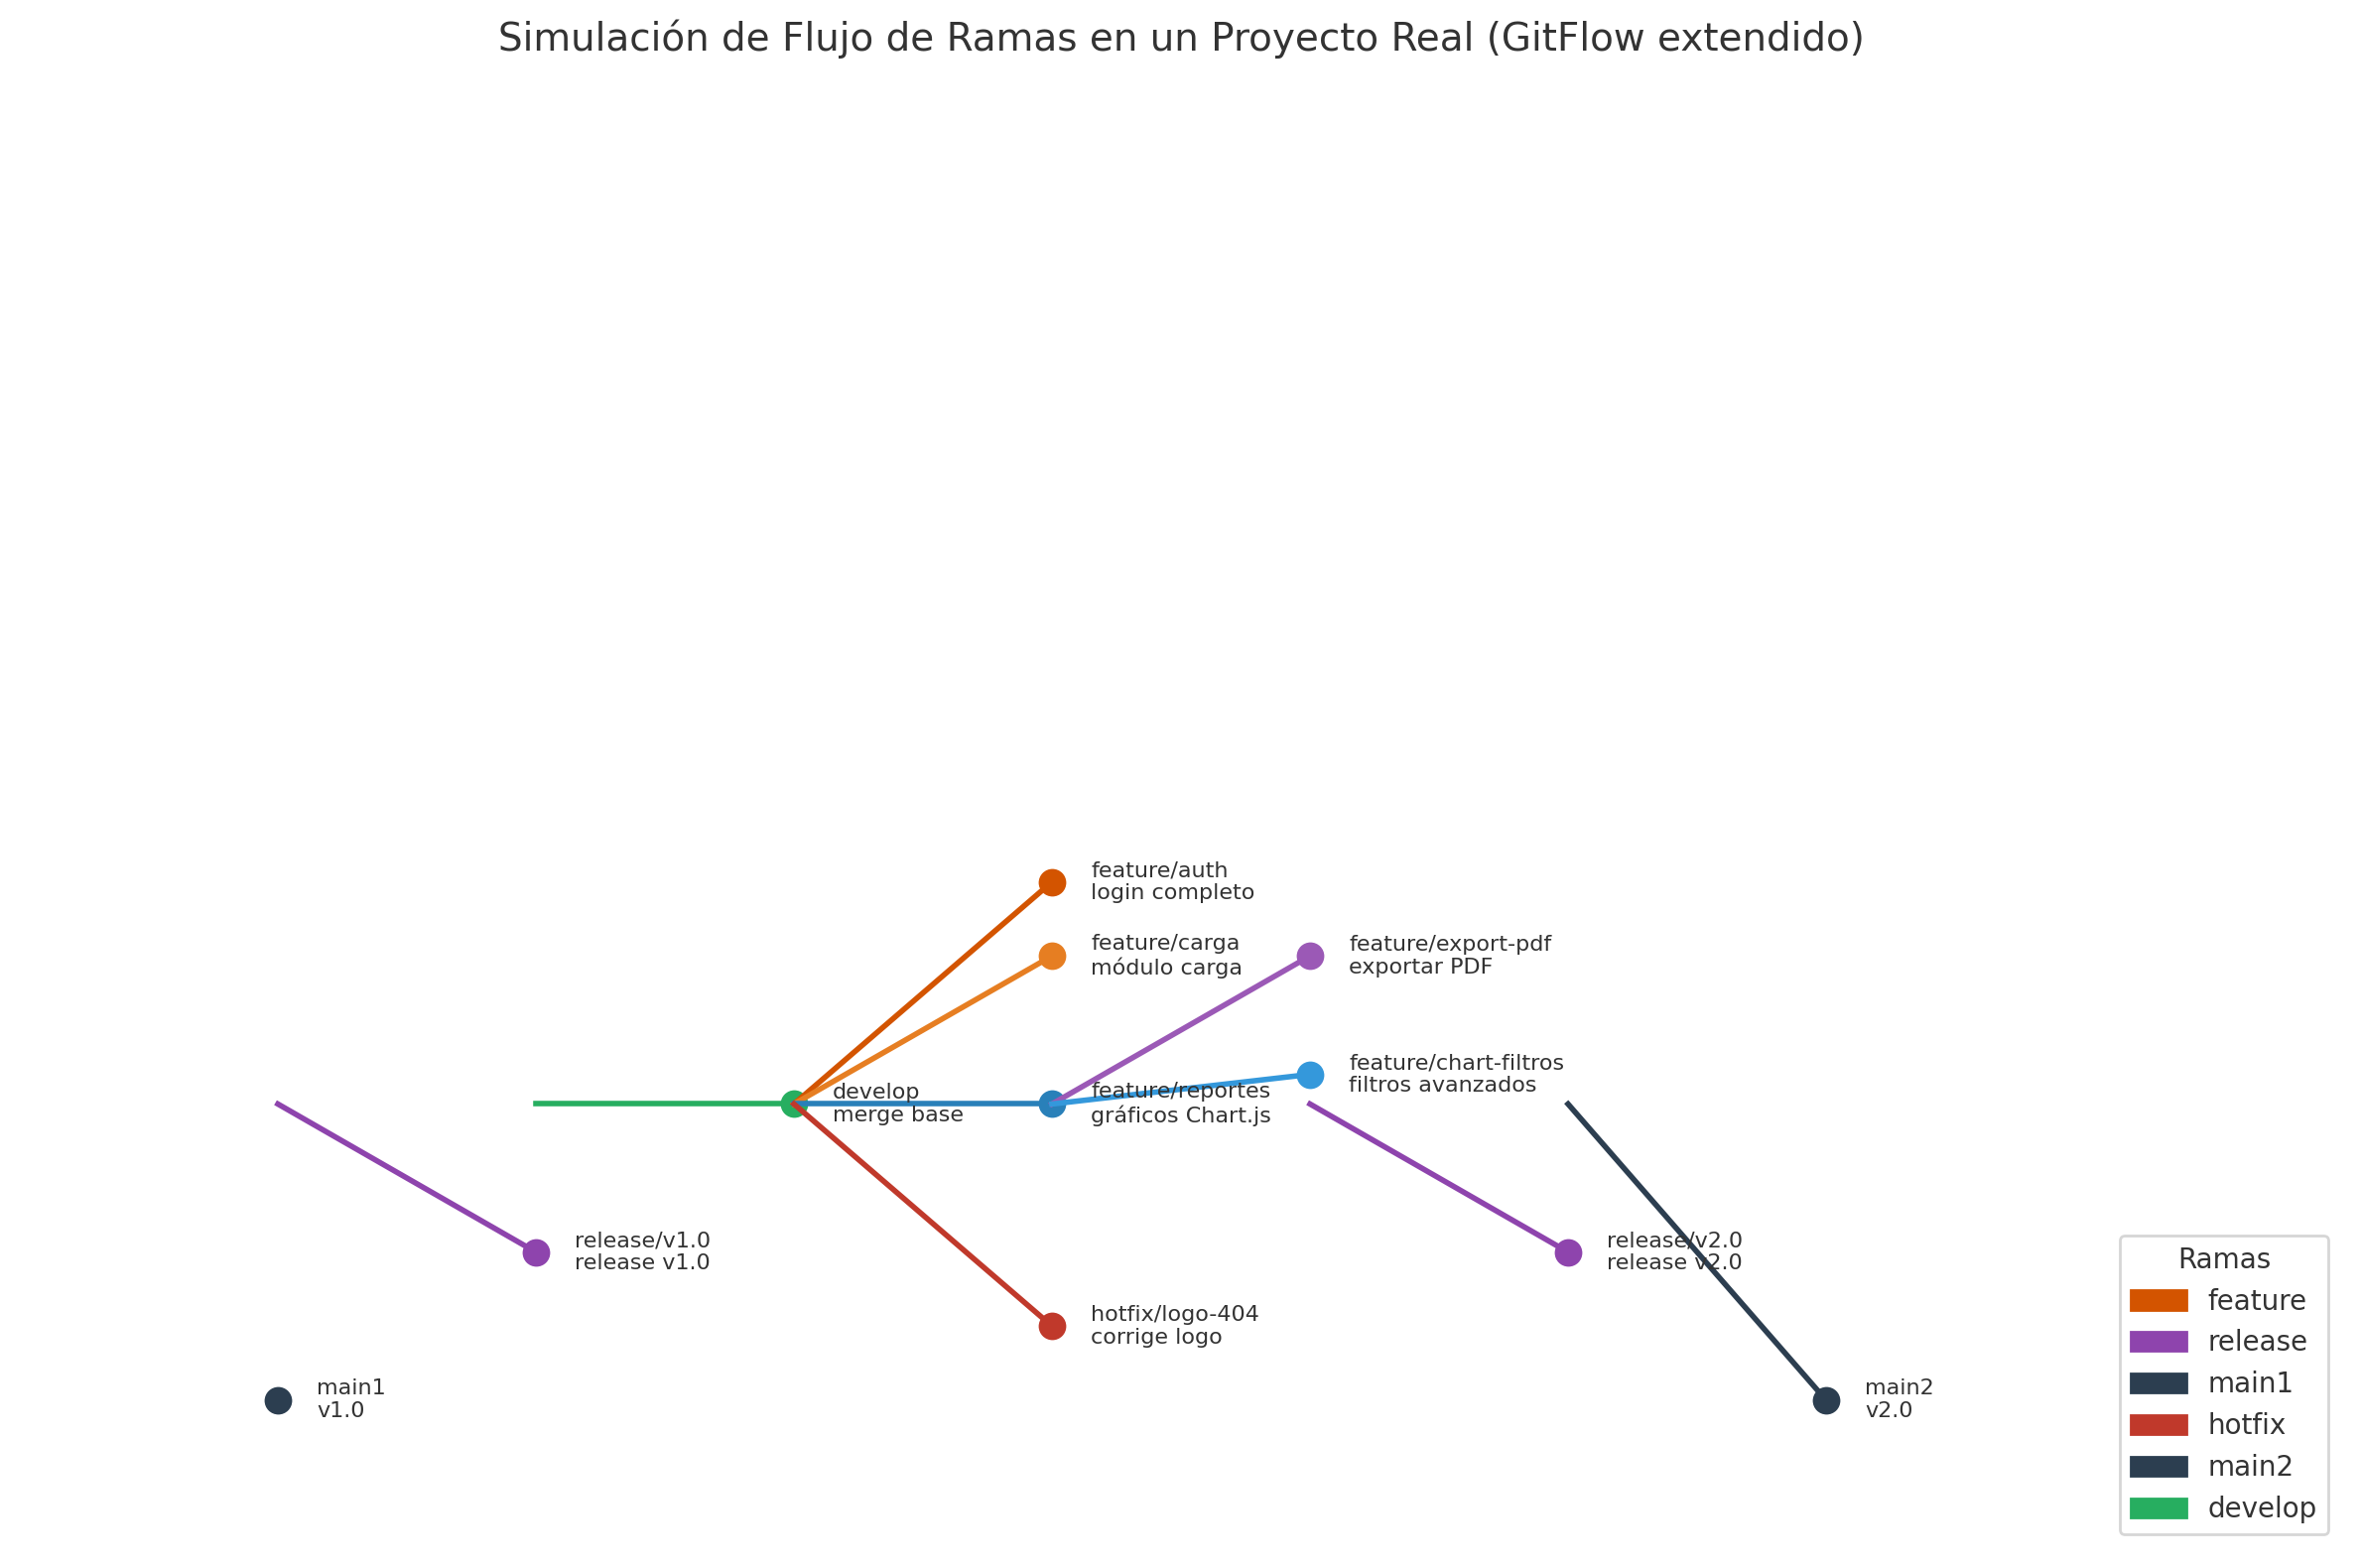 Simulación de Flujo de Ramas en un Proyecto Real (GitFlow extendido)
feature/auth
login completo
feature/carga
módulo carga
feature/export-pdf
exportar PDF
feature/chart-filtros
filtros avanzados
develop
merge base
feature/reportes
gráficos Chart.js
release/v1.0
release v1.0
release/v2.0
release v2.0
hotfix/logo-404
corrige logo
main1
v1.0
main2
v2.0
Ramas
feature
release
main1
hotfix
main2
develop